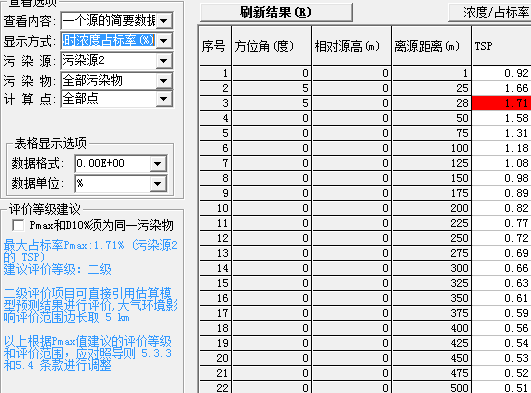 查看选项
查看内容: 一个源的简要数据
显示方式: 时浓度占标率(%)
污 染 源: 污染源2
污 染 物: 全部污染物
计 算 点: 全部点
表格显示选项
数据格式: 0.00E+00
数据单位: %
评价等级建议
Pmax和D10%须为同一污染物
最大占标率Pmax:1.71% (污染源2
的 TSP)
建议评价等级: 二级
二级评价项目可直接引用估算模
型预测结果进行评价,大气环境影
响评价范围边长取 5 km
以上根据Pmax值建议的评价等级
和评价范围, 应对照导则 5.3.3
和5.4 条款进行调整
刷新结果(R)
浓度/占标率
序号 方位角(度) 相对源高(m) 离源距离(m) TSP
1 0 0 1 0.92
2 5 0 25 1.66
3 5 0 28 1.71
4 0 0 50 1.58
5 0 0 75 1.31
6 0 0 100 1.18
7 0 0 125 1.08
8 0 0 150 0.98
9 0 0 175 0.89
10 0 0 200 0.82
11 0 0 225 0.77
12 0 0 250 0.72
13 0 0 275 0.69
14 0 0 300 0.66
15 0 0 325 0.63
16 0 0 350 0.61
17 0 0 375 0.59
18 0 0 400 0.56
19 0 0 425 0.54
20 0 0 450 0.53
21 0 0 475 0.52
22 0 0 500 0.51